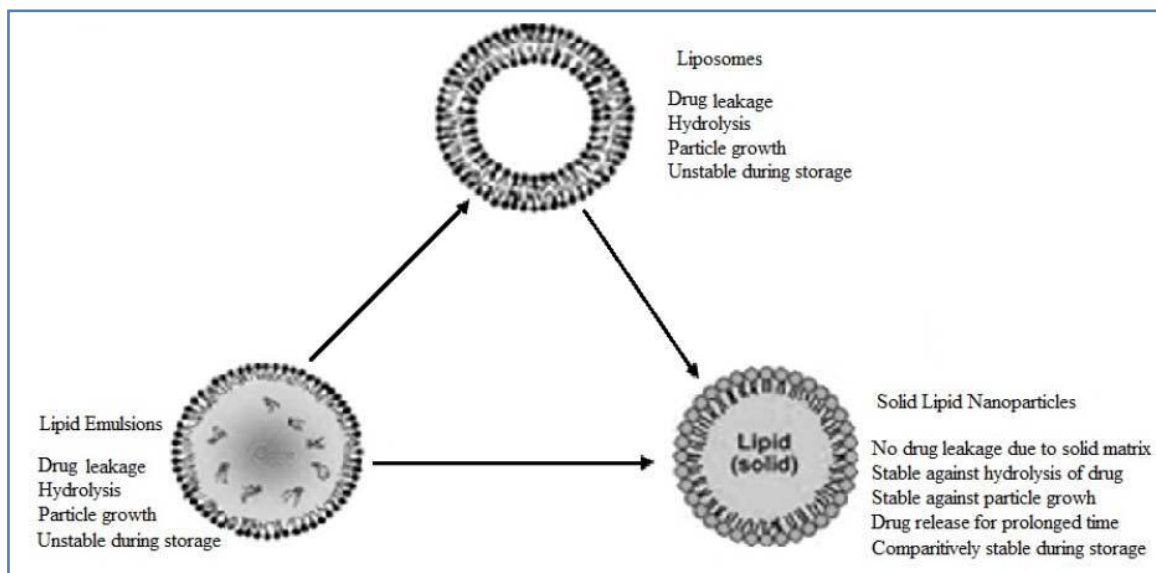 Liposomes
Drug leakage
Hydrolysis
Particle growth
Unstable during storage
Lipid Emulsions
Drug leakage
Hydrolysis
Particle growth
Unstable during storage
Lipid
(solid)
Solid Lipid Nanoparticles
No drug leakage due to solid matrix
Stable against hydrolysis of drug
Stable against particle growth
Drug release for prolonged time
Comparitively stable during storage